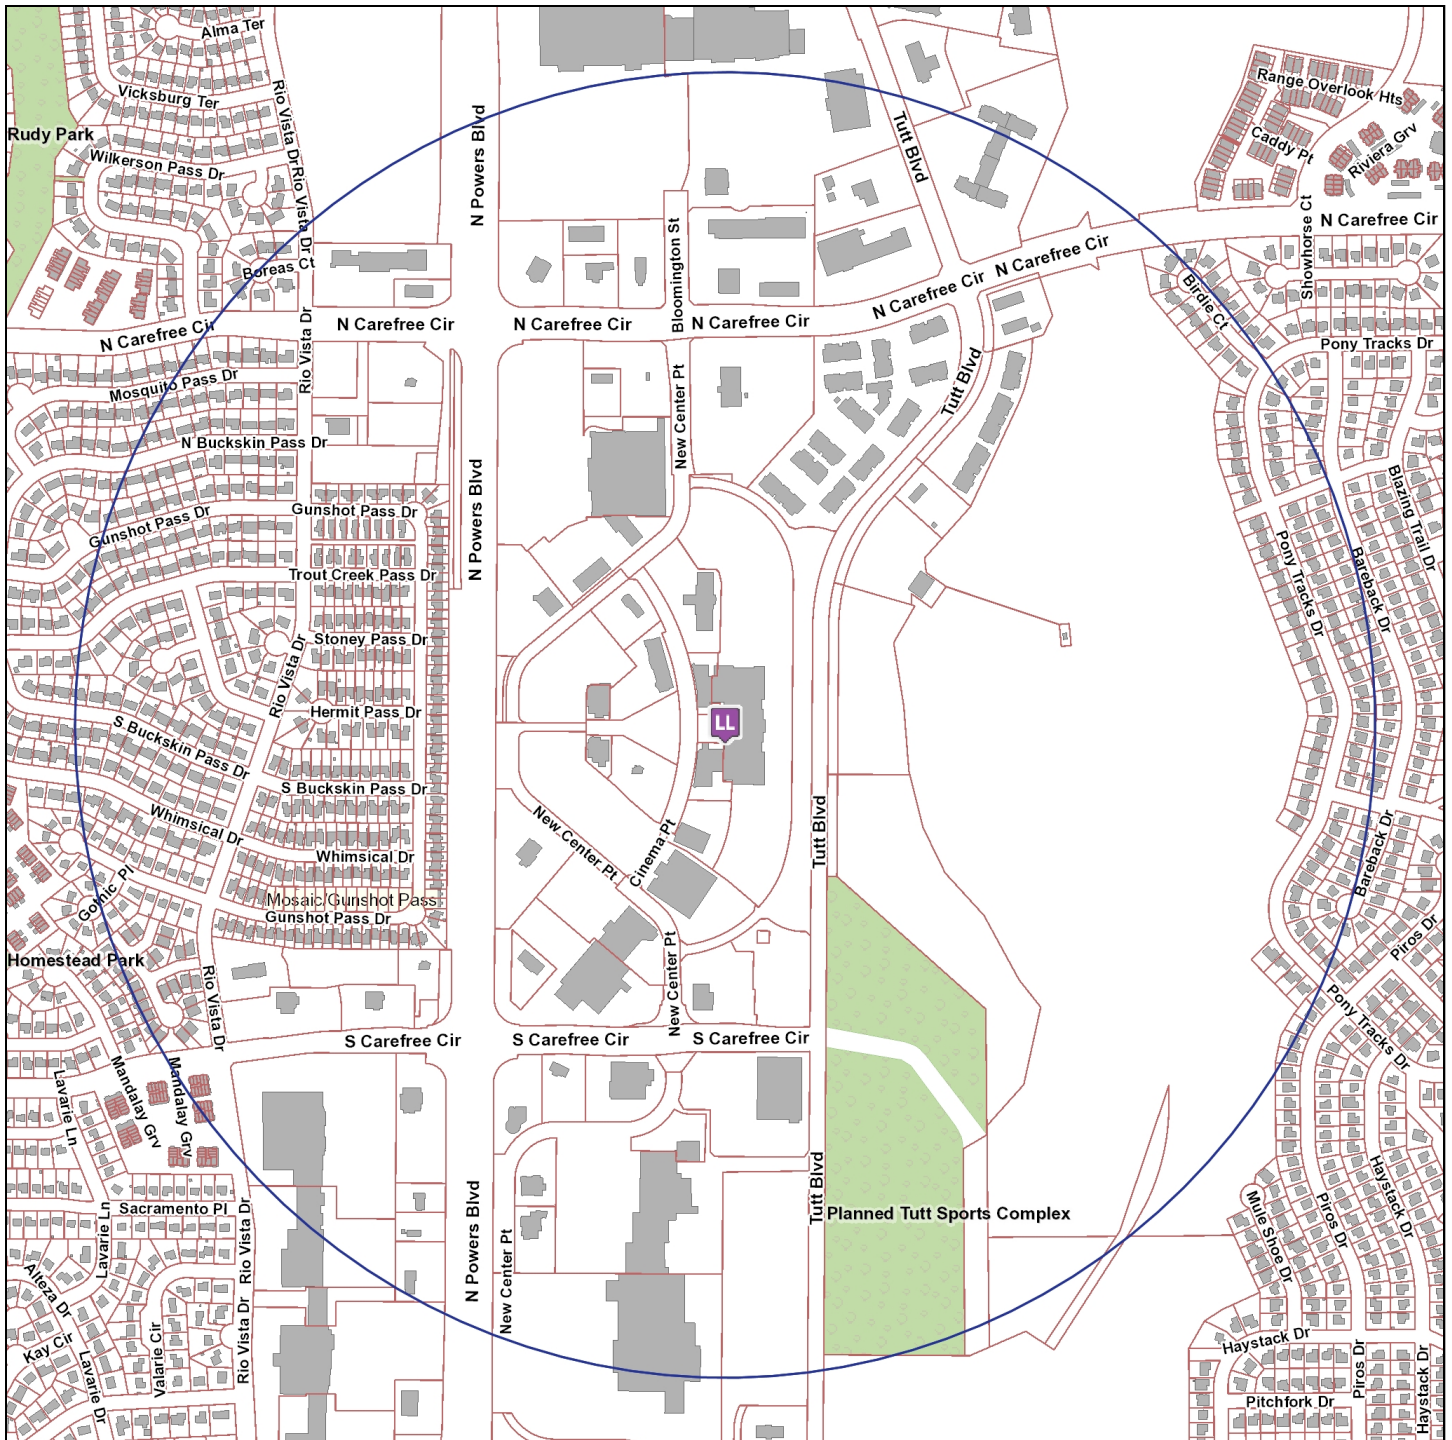 Alma Ter
Vicksburg Ter
Rio Vista Dr
Rudy Park
Wilkerson Pass Dr
Rio Vista Dr
Boreas Ct
N Powers Blvd
Tutt Blvd
Range Overlook Hts
Caddy Pt
Riviera Grv
Showhorse Ct
N Carefree Cir
N Carefree Cir
N Carefree Cir
Birdie Ct
Pony Tracks Dr
Bloomington St
N Carefree Cir
N Carefree Cir
N Carefree Cir
N Carefree Cir
N Carefree Cir
Rio Vista Dr
Mosquito Pass Dr
N Buckskin Pass Dr
New Center Pt
Tutt Blvd
N Powers Blvd
Gunshot Pass Dr
Gunshot Pass Dr
Blazing Trail Dr
Pony Tracks Dr
Bareback Dr
Trout Creek Pass Dr
Stoney Pass Dr
Rio Vista Dr
Hermit Pass Dr
S Buckskin Pass Dr
S Buckskin Pass Dr
LL
Whimsical Dr
Whimsical Dr
New Center Pt
Cinema Pt
Tutt Blvd
Bareback Dr
Gothic Pl
Mosaic/Gunshot Pass
Gunshot Pass Dr
Piros Dr
Homestead Park
Rio Vista Dr
New Center Pt
Pony Tracks Dr
S Carefree Cir
S Carefree Cir
S Carefree Cir
Lavarie Ln
Mandalay Grv
Mandalay Grv
Tutt Blvd
Planned Tutt Sports Complex
Sacramento Pl
Lavarie Ln
Rio Vista Dr
N Powers Blvd
New Center Pt
Mule Shoe Dr
Piros Dr
Haystack Dr
Alteza Dr
Kay Cir
Lavarie Dr
Valarie Cir
Rio Vista Dr
Haystack Dr
Piros Dr
Haystack Dr
Pitchfork Dr